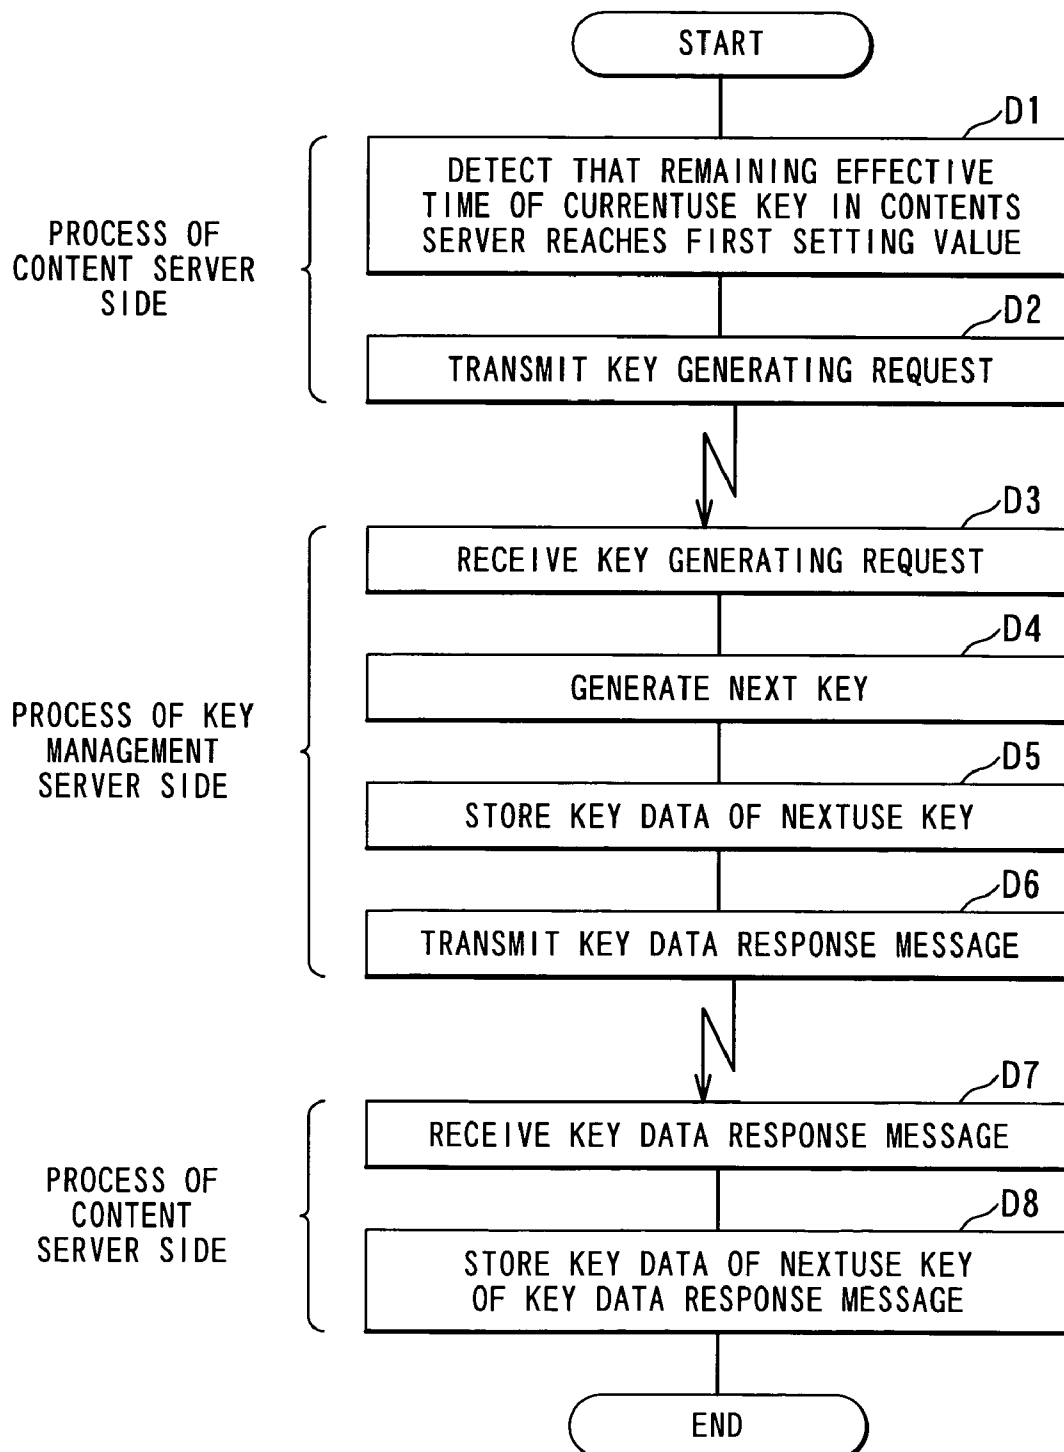 START
D1
DETECT THAT REMAINING EFFECTIVE
TIME OF CURRENTUSE KEY IN CONTENTS
SERVER REACHES FIRST SETTING VALUE
PROCESS OF
CONTENT SERVER
SIDE
D2
TRANSMIT KEY GENERATING REQUEST
D3
RECEIVE KEY GENERATING REQUEST
D4
GENERATE NEXT KEY
PROCESS OF KEY
MANAGEMENT
SERVER SIDE
D5
STORE KEY DATA OF NEXTUSE KEY
D6
TRANSMIT KEY DATA RESPONSE MESSAGE
D7
RECEIVE KEY DATA RESPONSE MESSAGE
PROCESS OF
CONTENT
SERVER SIDE
D8
STORE KEY DATA OF NEXTUSE KEY
OF KEY DATA RESPONSE MESSAGE
END